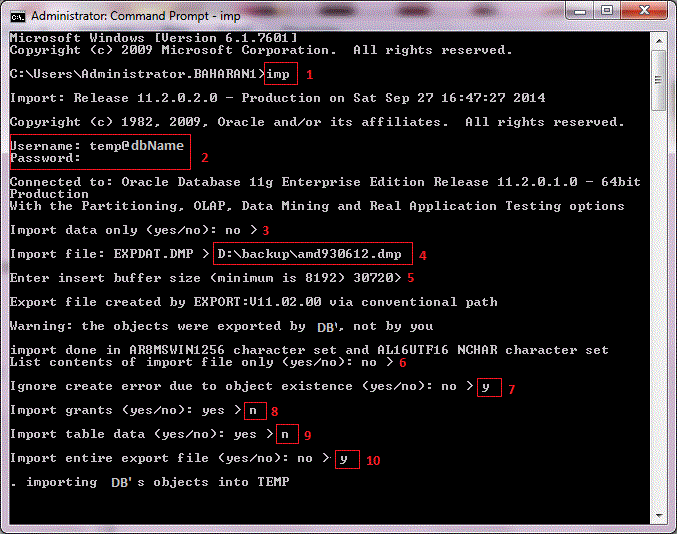 Administrator: Command Prompt - imp
Microsoft Windows [Version 6.1.7601]
Copyright (c) 2009 Microsoft Corporation.  All rights reserved.
C:\Users\Administrator.BAHARAN1>imp 1
Import: Release 11.2.0.2.0 - Production on Sat Sep 27 16:47:27 2014
Copyright (c) 1982, 2009, Oracle and/or its affiliates.  All rights reserved.
Username: temp@dbName
Password: 2
Connected to: Oracle Database 11g Enterprise Edition Release 11.2.0.1.0 - 64bit
Production
With the Partitioning, OLAP, Data Mining and Real Application Testing options
Import data only (yes/no): no > 3
Import file: EXPDAT.DMP > D:\backup\amd930612.dmp 4
Enter insert buffer size (minimum is 8192) 30720> 5
Export file created by EXPORT:V11.02.00 via conventional path
Warning: the objects were exported by DB', not by you
import done in AR8MSWIN1256 character set and AL16UTF16 NCHAR character set
List contents of import file only (yes/no): no > 6
Ignore create error due to object existence (yes/no): no > y 7
Import grants (yes/no): yes > n 8
Import table data (yes/no): yes > n 9
Import entire export file (yes/no): no > y 10
. importing DB's objects into TEMP